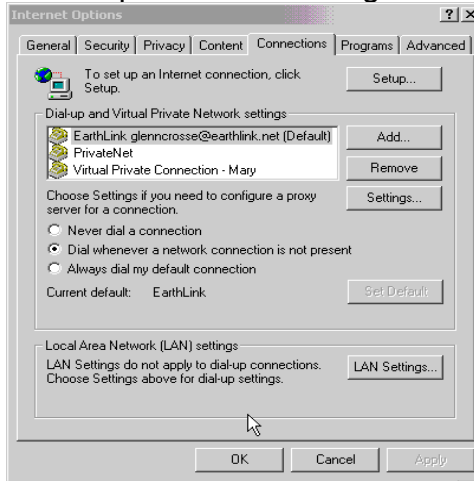 Internet Options
General Security Privacy Content Connections Programs Advanced
To set up an Internet connection, click
Setup.
Setup...
Dial-up and Virtual Private Network settings
EarthLink glenncrosse@earthlink.net (Default)
PrivateNet
Virtual Private Connection - Mary
Add...
Remove
Choose Settings if you need to configure a proxy
server for a connection.
Settings...
Never dial a connection
Dial whenever a network connection is not present
Always dial my default connection
Current default: EarthLink
Set Default
Local Area Network (LAN) settings
LAN Settings do not apply to dial-up connections.
Choose Settings above for dial-up settings.
LAN Settings...
OK Cancel Apply